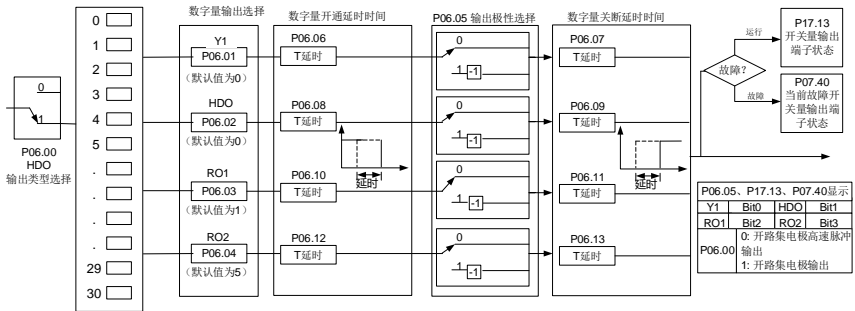 0
1
P06.00
HDO
输出类型选择
0
1
2
3
4
5
.
.
.
.
29
30
数字量输出选择
Y1
P06.01
（默认值为0）
HDO
P06.02
（默认值为0）
RO1
P06.03
（默认值为1）
RO2
P06.04
（默认值为5）
数字量开通延时时间
P06.06
T延时
P06.08
T延时
延时
P06.10
T延时
P06.12
T延时
P06.05 输出极性选择
0
1 -1
0
1 -1
0
1 -1
0
1 -1
数字量关断延时时间
P06.07
T延时
P06.09
T延时
延时
P06.11
T延时
P06.13
T延时
故障？
运行
故障
P17.13
开关量输出
端子状态
P07.40
当前故障开
关量输出端
子状态
P06.05、P17.13、P07.40显示
Y1 Bit0 HDO Bit1
RO1 Bit2 RO2 Bit3
P06.00
0: 开路集电极高速脉冲
输出
1: 开路集电极输出